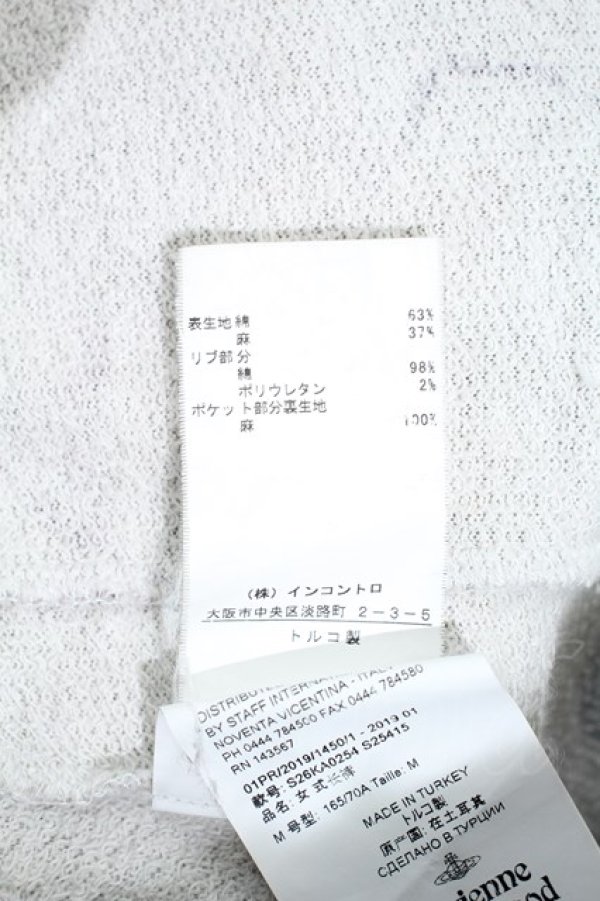 表生地 綿 63%
麻 37%
リブ部分
綿 98%
ポリウレタン 2%
ポケット部分裏生地
麻 100%
(株) インコントロ
大阪市中央区淡路町 2-3-5
トルコ製
BY STAFF INTERNATIONAL - ITALY
NOVENTA VICENTINA - ITALY
PH 0444 784500 FAX 0444 784580
RN 143567
01PR/2019/1450/1 - 2019 01
款号: S26KA0254 S25415
品名: 女式长裤
M 号型: 165/70A Taille: M
MADE IN TURKEY
トルコ製
原产国: 在土耳其
СДЕЛАНО В ТУРЦИИ